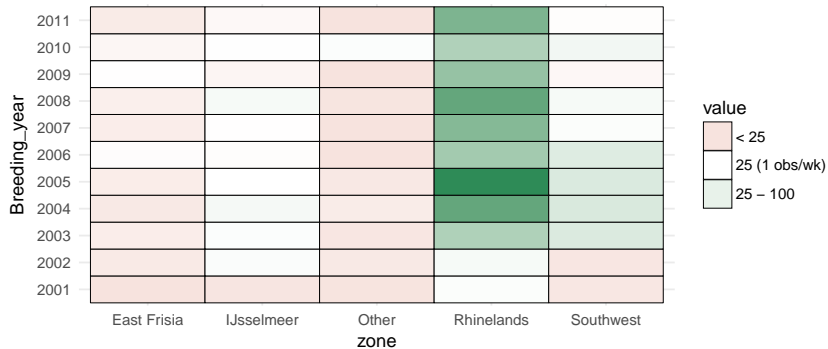 2011
2010
2009
2008
2007
2006
2005
2004
2003
2002
2001
Breeding_year
East Frisia IJsselmeer Other Rhinelands Southwest
zone
value
< 25
25 (1 obs/wk)
25 − 100